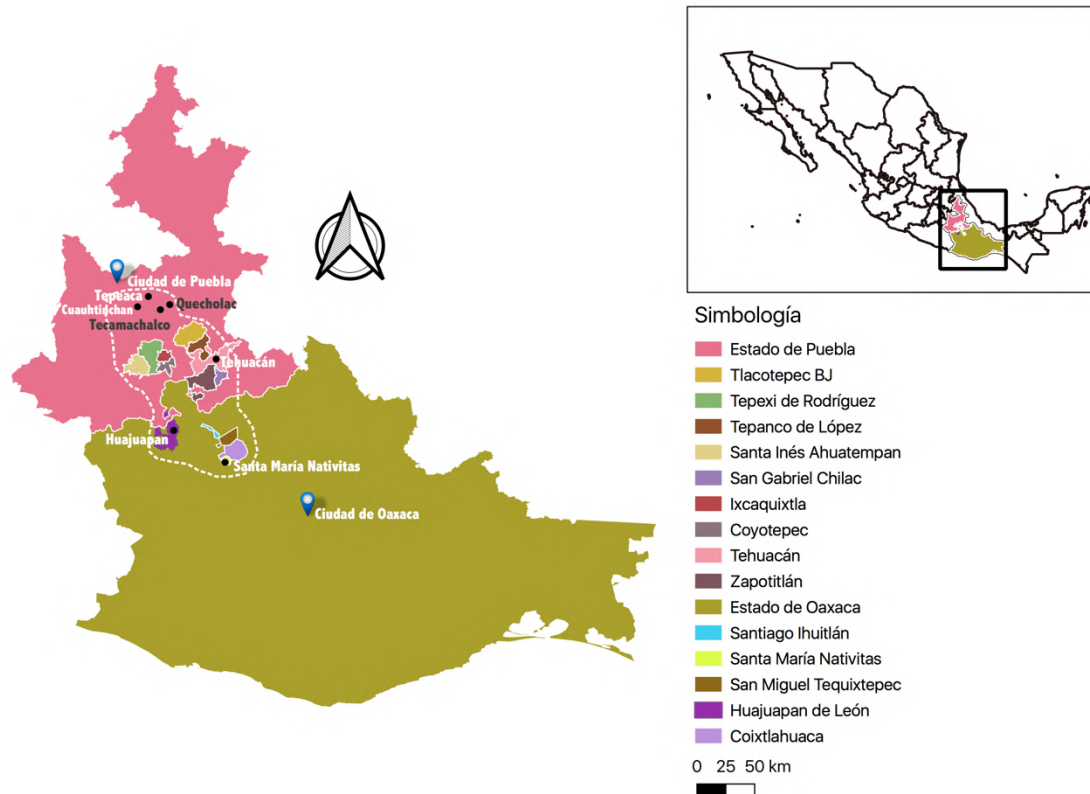 Ciudad de Puebla
Tepeaca
Cuauhtinchan
Quecholac
Tecamachalco
Tehuacán
Huajuapan
Santa María Nativitas
Ciudad de Oaxaca
Simbología
Estado de Puebla
Tlacotepec BJ
Tepexi de Rodríguez
Tepanco de López
Santa Inés Ahuatempan
San Gabriel Chilac
Ixcaquixtla
Coyotepec
Tehuacán
Zapotitlán
Estado de Oaxaca
Santiago Ihuitlán
Santa María Nativitas
San Miguel Tequixtepec
Huajuapan de León
Coixtlahuaca
0 25 50 km